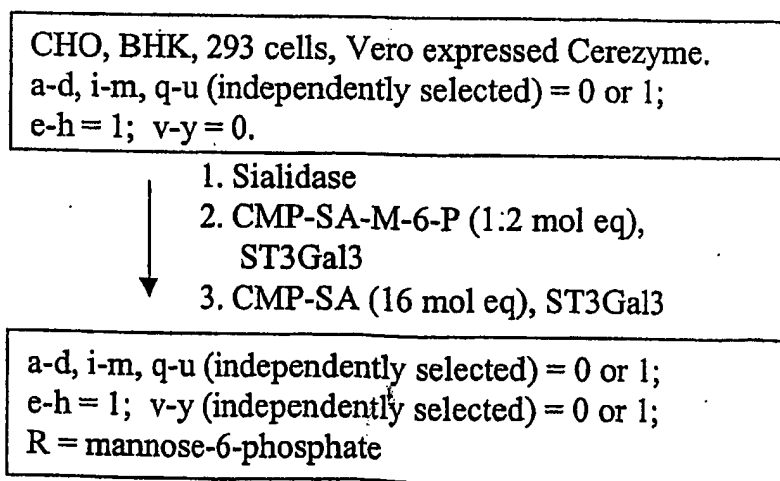 CHO, BHK, 293 cells, Vero expressed Cerezyme.
a-d, i-m, q-u (independently selected) = 0 or 1;
e-h = 1; v-y = 0.
1. Sialidase
2. CMP-SA-M-6-P (1:2 mol eq),
ST3Gal3
3. CMP-SA (16 mol eq), ST3Gal3
a-d, i-m, q-u (independently selected) = 0 or 1;
e-h = 1; v-y (independently selected) = 0 or 1;
R = mannose-6-phosphate